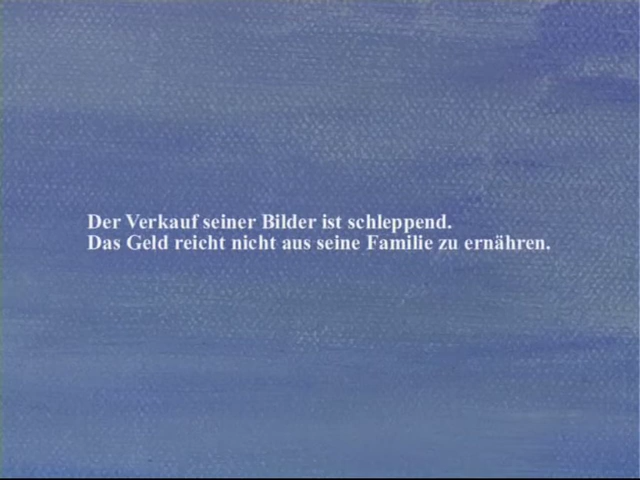 Der Verkauf seiner Bilder ist schleppend.
Das Geld reicht nicht aus seine Familie zu ernähren.